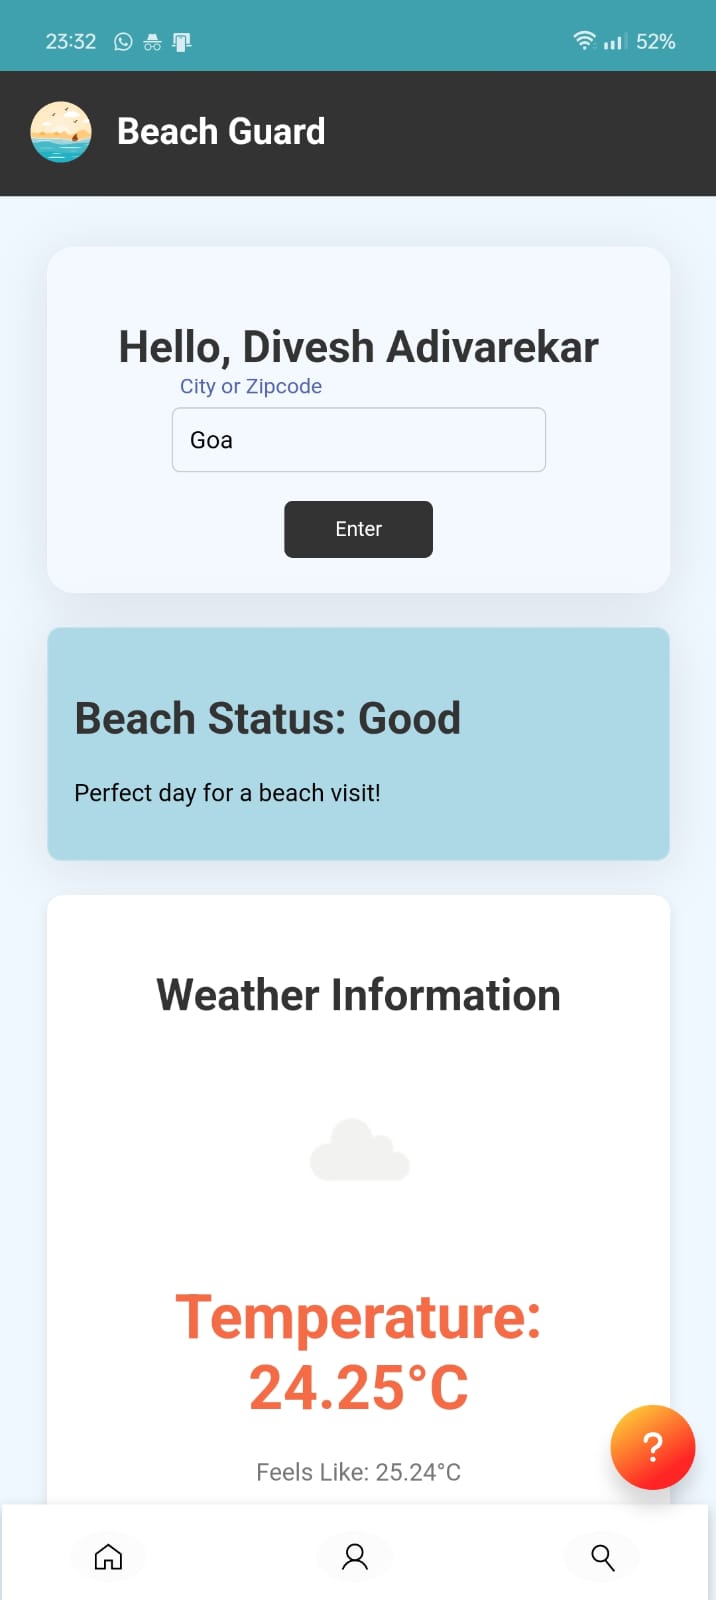 23:32 52%
Beach Guard
Hello, Divesh Adivarekar
City or Zipcode
Goa
Enter
Beach Status: Good
Perfect day for a beach visit!
Weather Information
Temperature:
24.25°C
?
Feels Like: 25.24°C